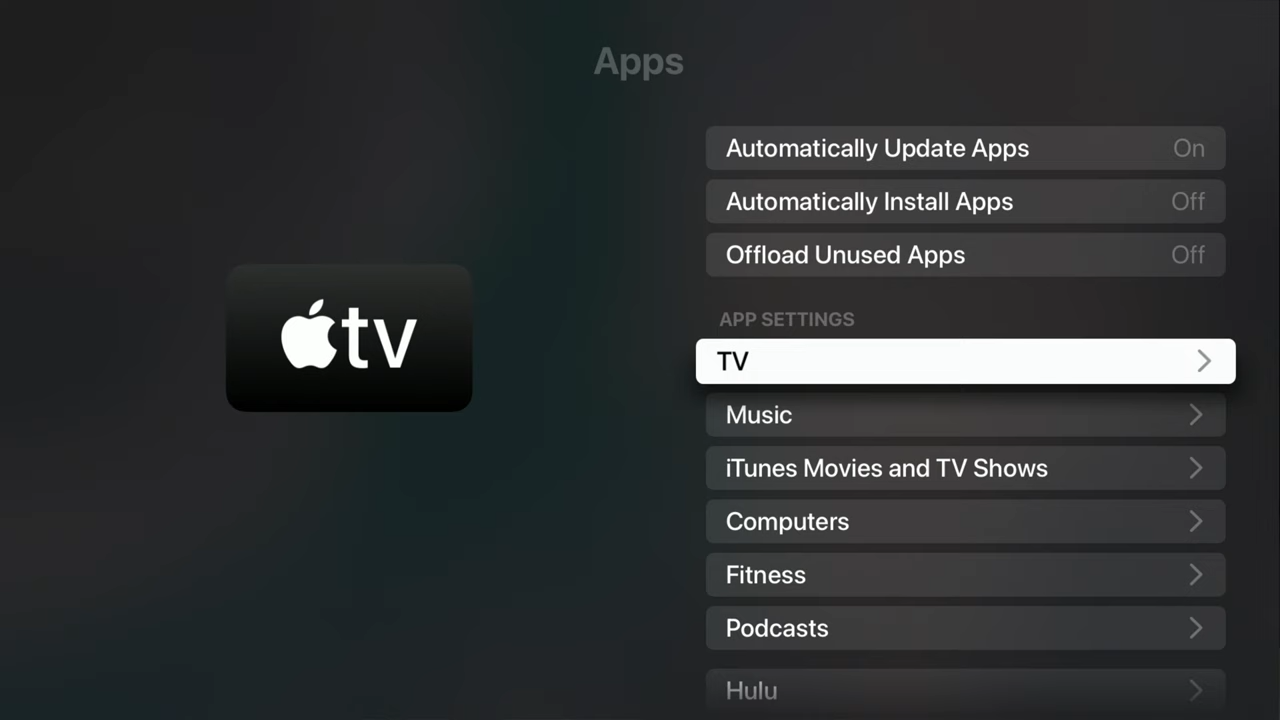 Apps
Automatically Update Apps On
Automatically Install Apps Off
Offload Unused Apps Off
APP SETTINGS
tv
TV
Music
iTunes Movies and TV Shows
Computers
Fitness
Podcasts
Hulu